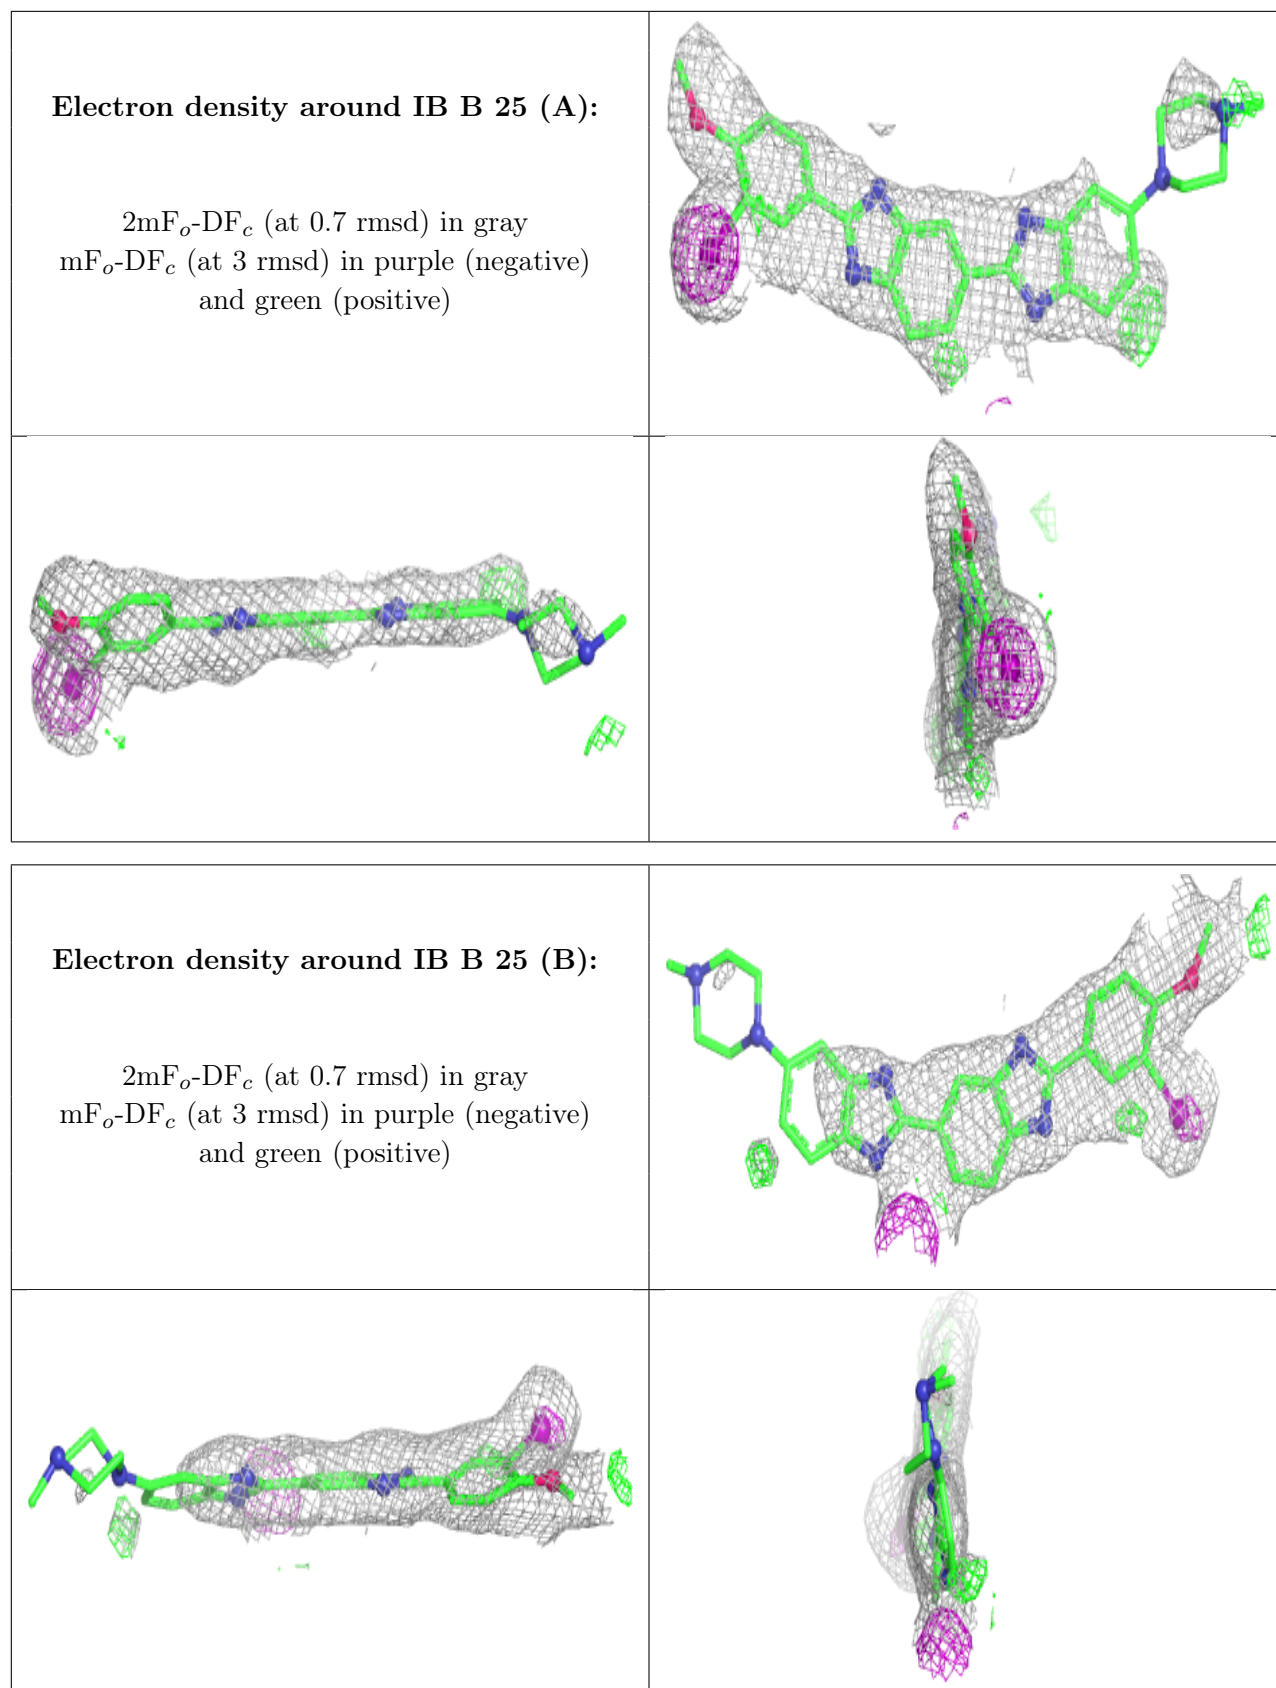 Electron density around IB B 25 (A):
2mFo-DFc (at 0.7 rmsd) in gray
mFo-DFc (at 3 rmsd) in purple (negative)
and green (positive)
Electron density around IB B 25 (B):
2mFo-DFc (at 0.7 rmsd) in gray
mFo-DFc (at 3 rmsd) in purple (negative)
and green (positive)